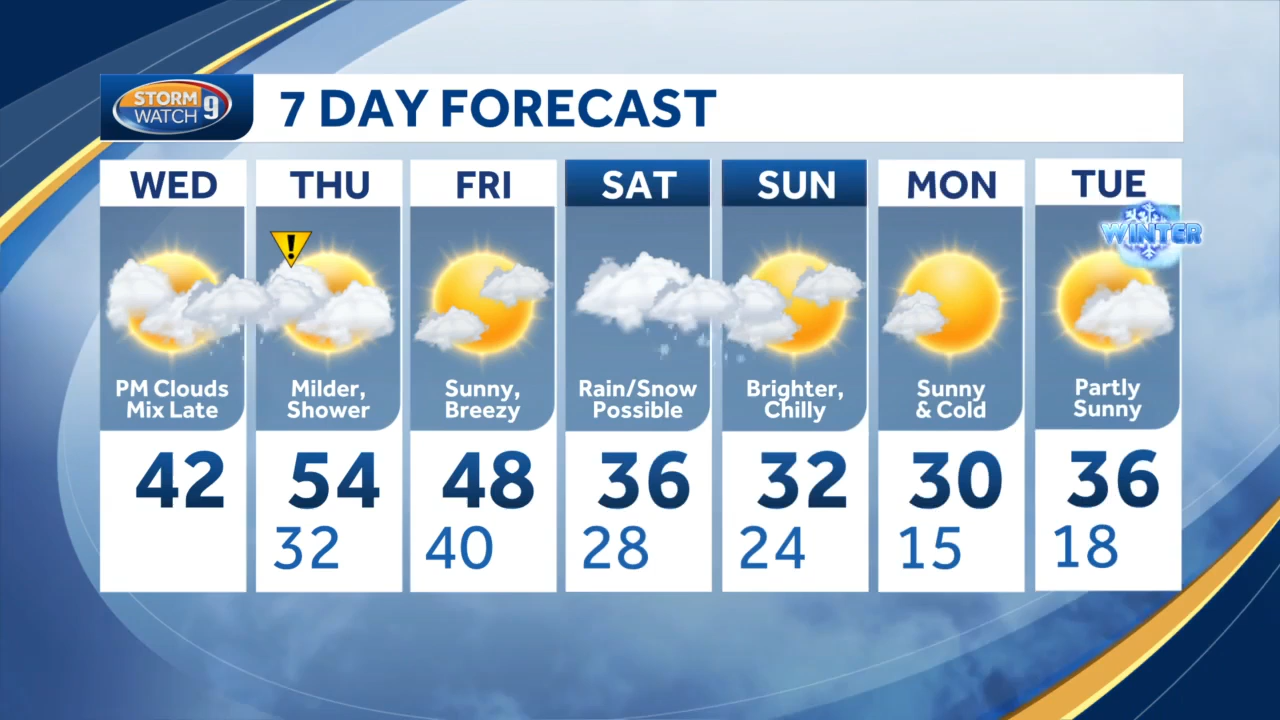 STORM
WATCH 9
7 DAY FORECAST
WED
THU
FRI
SAT
SUN
MON
TUE
WINTER
!
PM Clouds
Mix Late
Milder,
Shower
Sunny,
Breezy
Rain/Snow
Possible
Brighter,
Chilly
Sunny
& Cold
Partly
Sunny
42
54
48
36
32
30
36
32
40
28
24
15
18